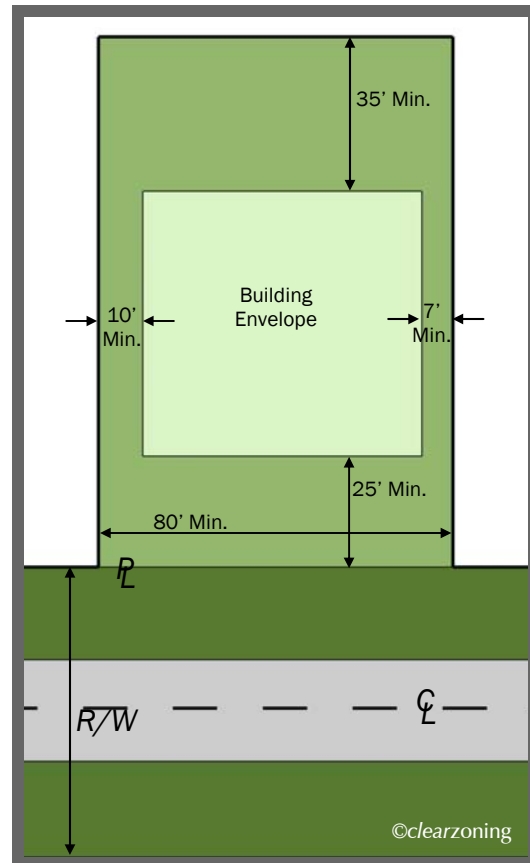 35’ Min.
Building
Envelope
10’
Min.
7’
Min.
25’ Min.
80’ Min.
PL
R/W
CL
©clearzoning